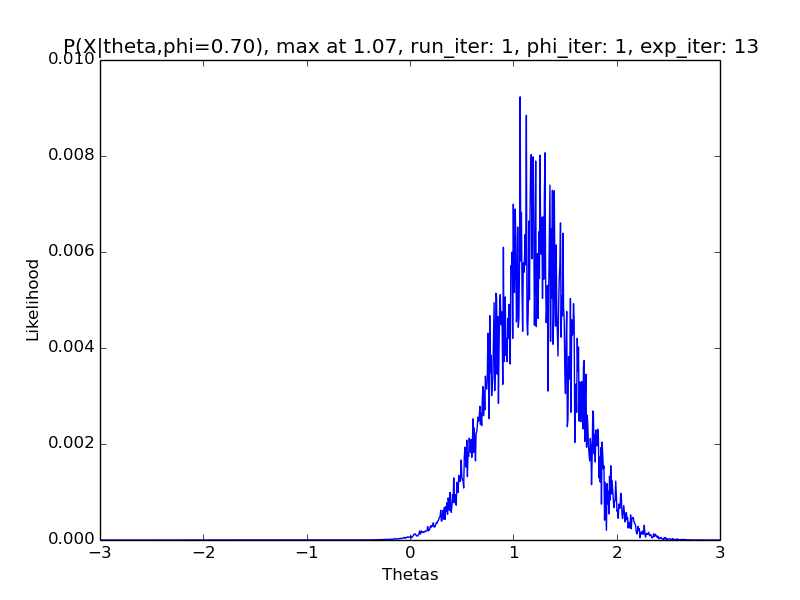 P(X|theta,phi=0.70), max at 1.07, run_iter: 1, phi_iter: 1, exp_iter: 13
0.010
0.008
0.006
0.004
0.002
0.000
Likelihood
−3 −2 −1 0 1 2 3
Thetas